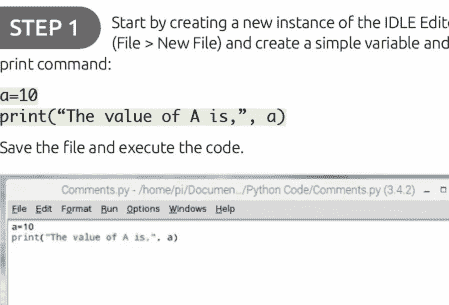 STEP 1
Start by creating a new instance of the IDLE Edito
(File > New File) and create a simple variable and
print command:
a=10
print(“The value of A is,”, a)
Save the file and execute the code.
Comments.py - /home/pi/Documen../Python Code/Comments.py (3.4.2)
File Edit Format Run Options Windows Help
a=10
print("The value of A is,", a)